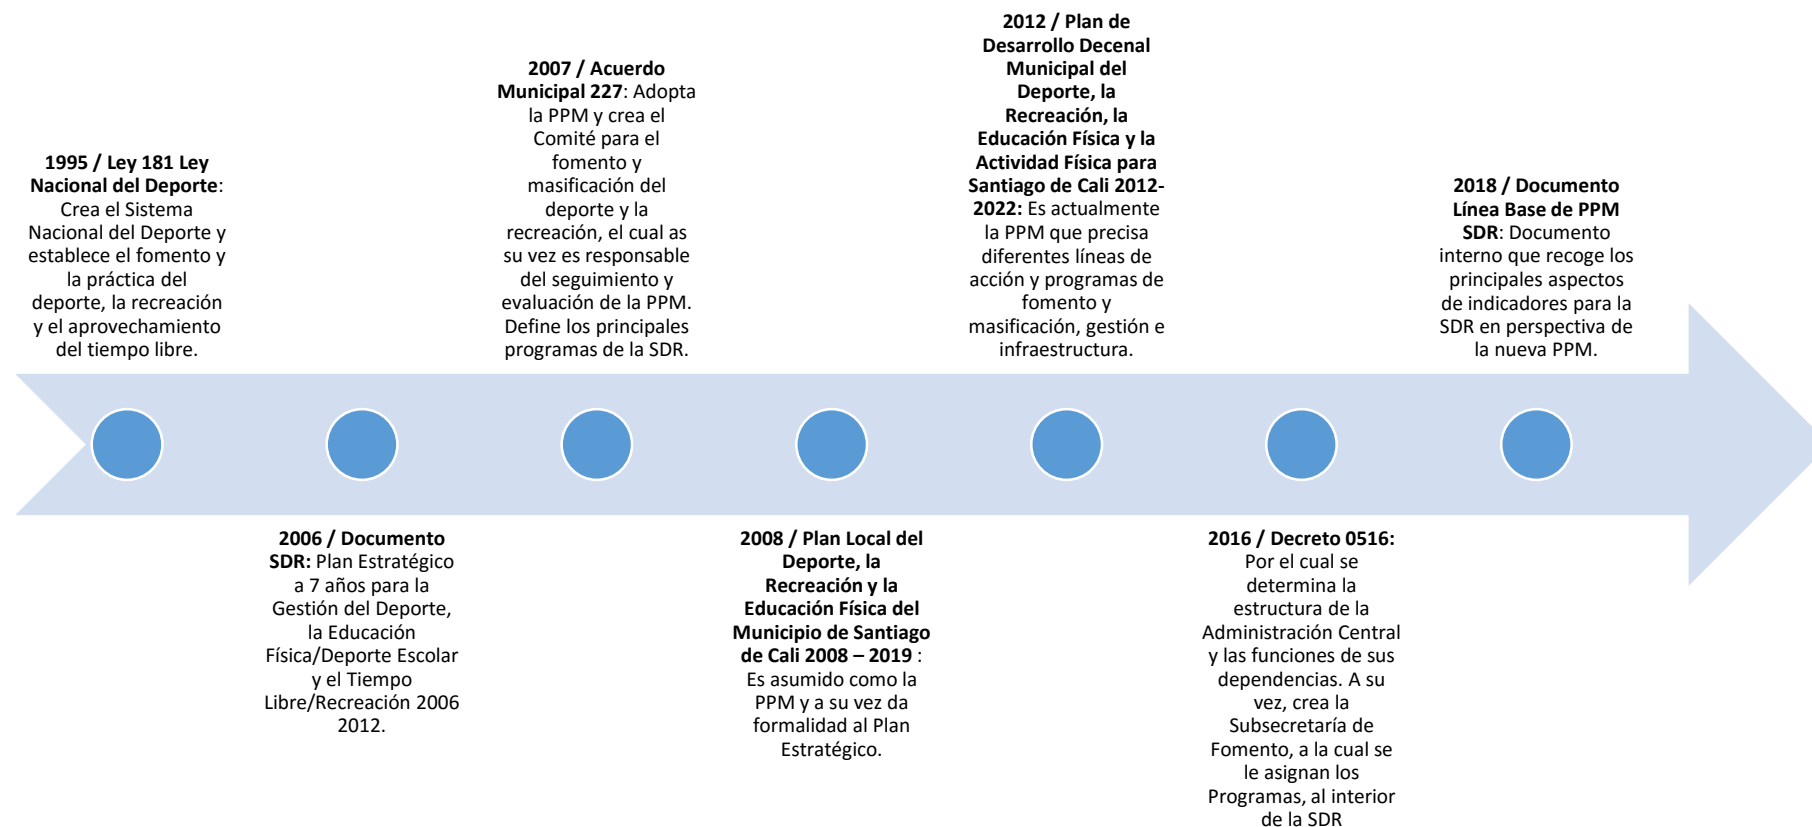 1995 / Ley 181 Ley
Nacional del Deporte:
Crea el Sistema
Nacional del Deporte y
establece el fomento y
la práctica del
deporte, la recreación
y el aprovechamiento
del tiempo libre.
2006 / Documento
SDR: Plan Estratégico
a 7 años para la
Gestión del Deporte,
la Educación
Física/Deporte Escolar
y el Tiempo
Libre/Recreación 2006
2012.
2007 / Acuerdo
Municipal 227: Adopta
la PPM y crea el
Comité para el
fomento y
masificación del
deporte y la
recreación, el cual as
su vez es responsable
del seguimiento y
evaluación de la PPM.
Define los principales
programas de la SDR.
2008 / Plan Local del
Deporte, la
Recreación y la
Educación Física del
Municipio de Santiago
de Cali 2008 – 2019 :
Es asumido como la
PPM y a su vez da
formalidad al Plan
Estratégico.
2012 / Plan de
Desarrollo Decenal
Municipal del
Deporte, la
Recreación, la
Educación Física y la
Actividad Física para
Santiago de Cali 2012-
2022: Es actualmente
la PPM que precisa
diferentes líneas de
acción y programas de
fomento y
masificación, gestión e
infraestructura.
2016 / Decreto 0516:
Por el cual se
determina la
estructura de la
Administración Central
y las funciones de sus
dependencias. A su
vez, crea la
Subsecretaría de
Fomento, a la cual se
le asignan los
Programas, al interior
de la SDR
2018 / Documento
Línea Base de PPM
SDR: Documento
interno que recoge los
principales aspectos
de indicadores para la
SDR en perspectiva de
la nueva PPM.